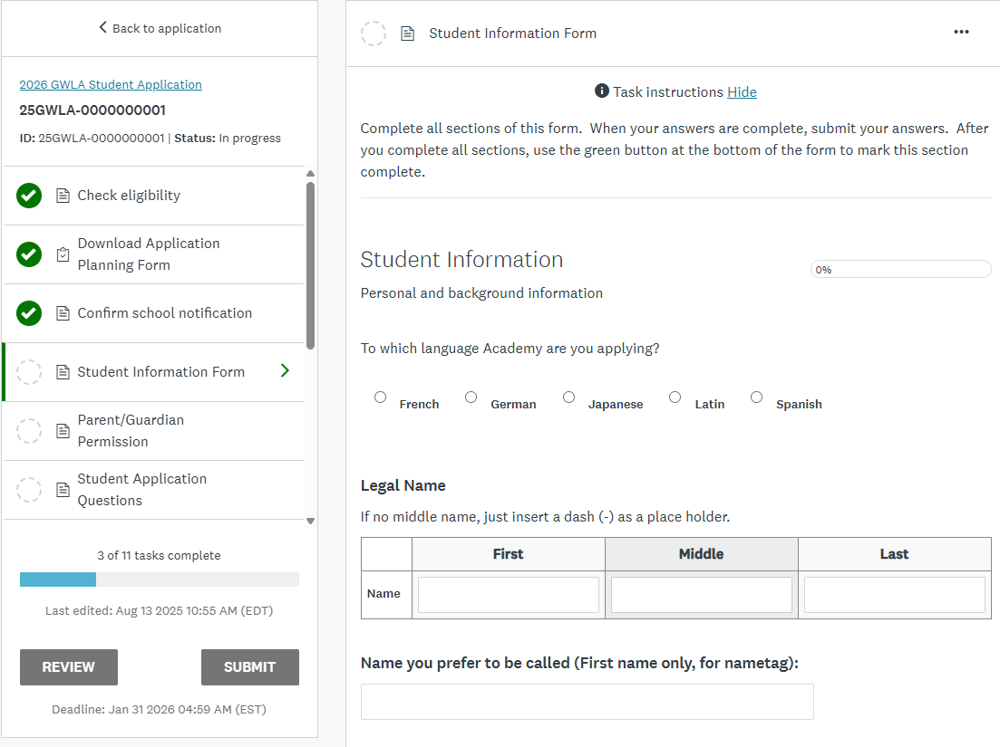 Back to application
2026 GWLA Student Application
25GWLA-0000000001
ID: 25GWLA-0000000001 | Status: In progress
Check eligibility
Download Application
Planning Form
Confirm school notification
Student Information Form
Parent/Guardian
Permission
Student Application
Questions
3 of 11 tasks complete
Last edited: Aug 13 2025 10:55 AM (EDT)
REVIEW SUBMIT
Deadline: Jan 31 2026 04:59 AM (EST)
Student Information Form
Task instructions Hide
Complete all sections of this form.  When your answers are complete, submit your answers.  After
you complete all sections, use the green button at the bottom of the form to mark this section
complete.
Student Information
0%
Personal and background information
To which language Academy are you applying?
French German Japanese Latin Spanish
Legal Name
If no middle name, just insert a dash (-) as a place holder.
First Middle Last
Name
Name you prefer to be called (First name only, for nametag):